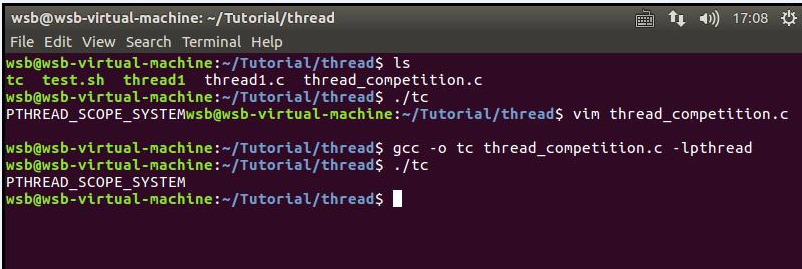 wsb@wsb-virtual-machine: ~/Tutorial/thread 17:08
File Edit View Search Terminal Help
wsb@wsb-virtual-machine:~/Tutorial/thread$ ls
tc  test.sh  thread1  thread1.c  thread_competition.c
wsb@wsb-virtual-machine:~/Tutorial/thread$ ./tc
PTHREAD_SCOPE_SYSTEMwsb@wsb-virtual-machine:~/Tutorial/thread$ vim thread_competition.c
wsb@wsb-virtual-machine:~/Tutorial/thread$ gcc -o tc thread_competition.c -lpthread
wsb@wsb-virtual-machine:~/Tutorial/thread$ ./tc
PTHREAD_SCOPE_SYSTEM
wsb@wsb-virtual-machine:~/Tutorial/thread$